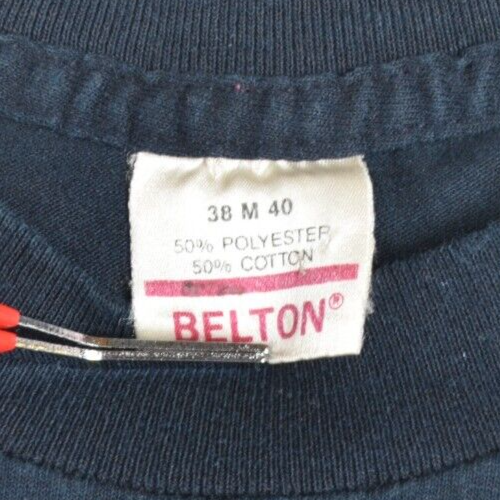 38 M 40
50% POLYESTER
50% COTTON
BELTON®